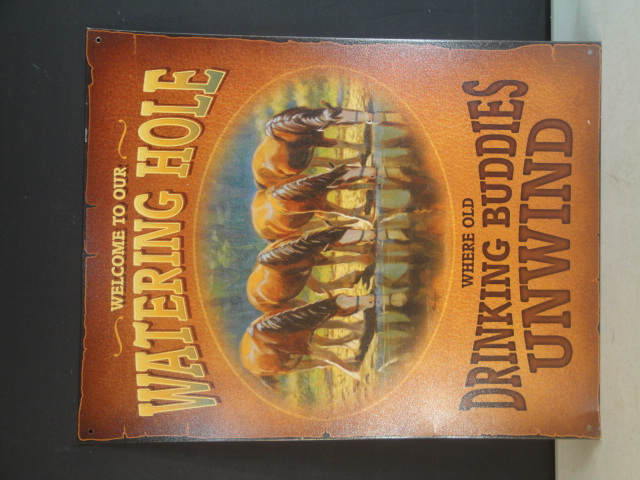 WELCOME TO OUR
WATERING HOLE
WHERE OLD
DRINKING BUDDIES
UNWIND